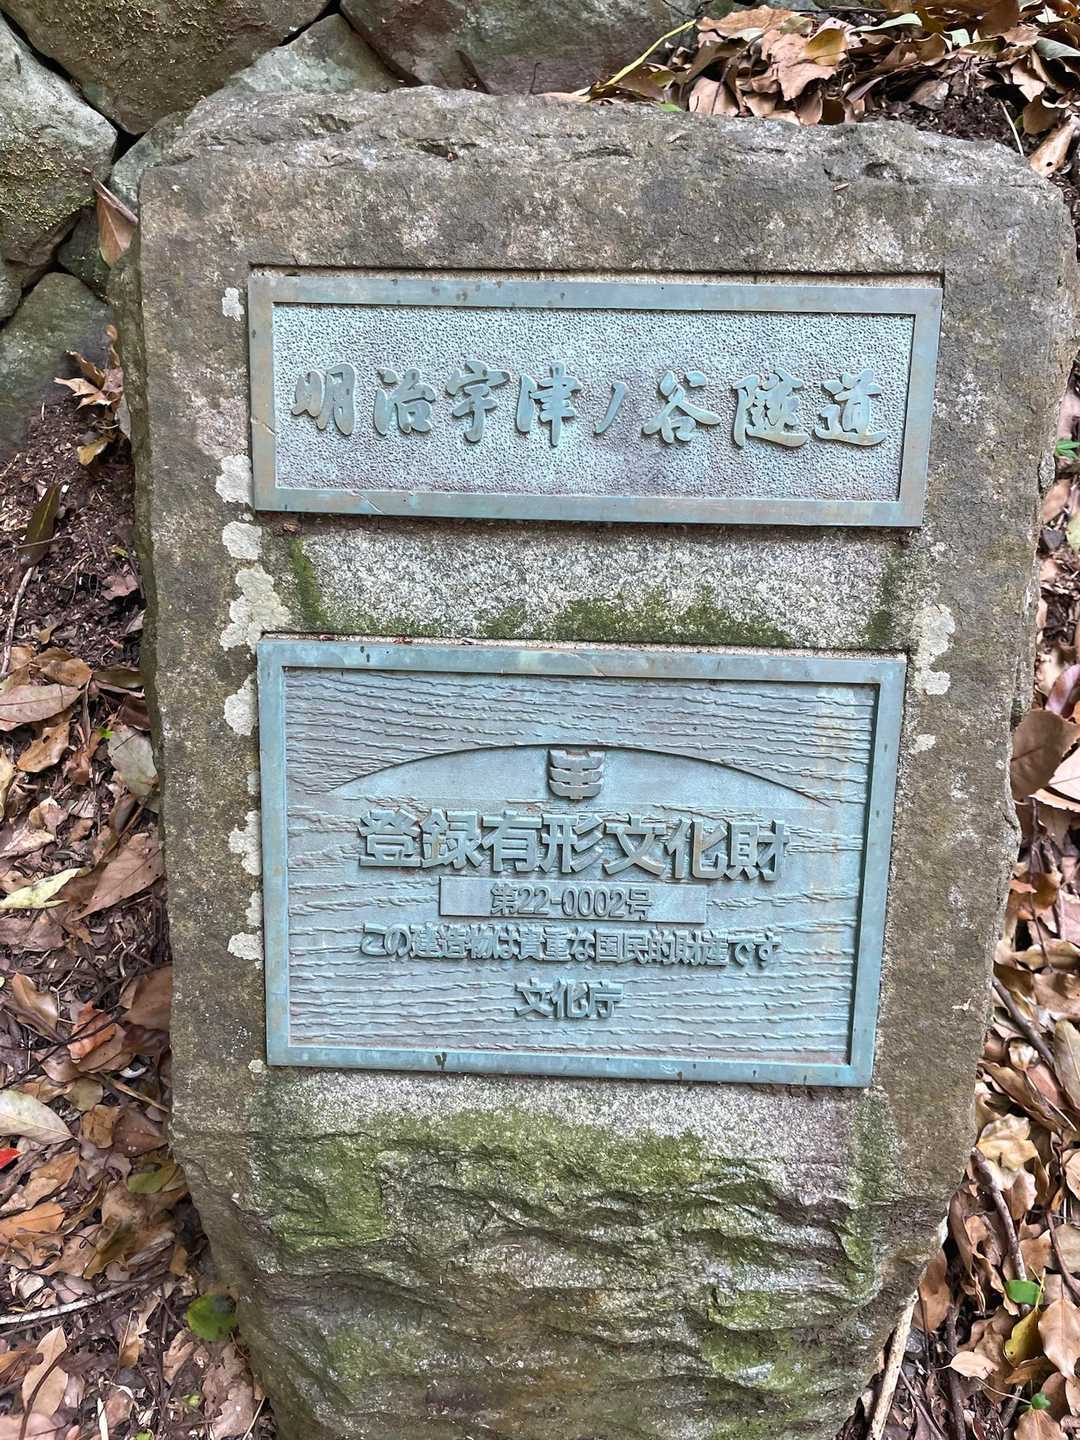 明治宇津ノ谷隧道
登録有形文化財
第22-0002号
この建造物は貴重な国民的財産です
文化庁